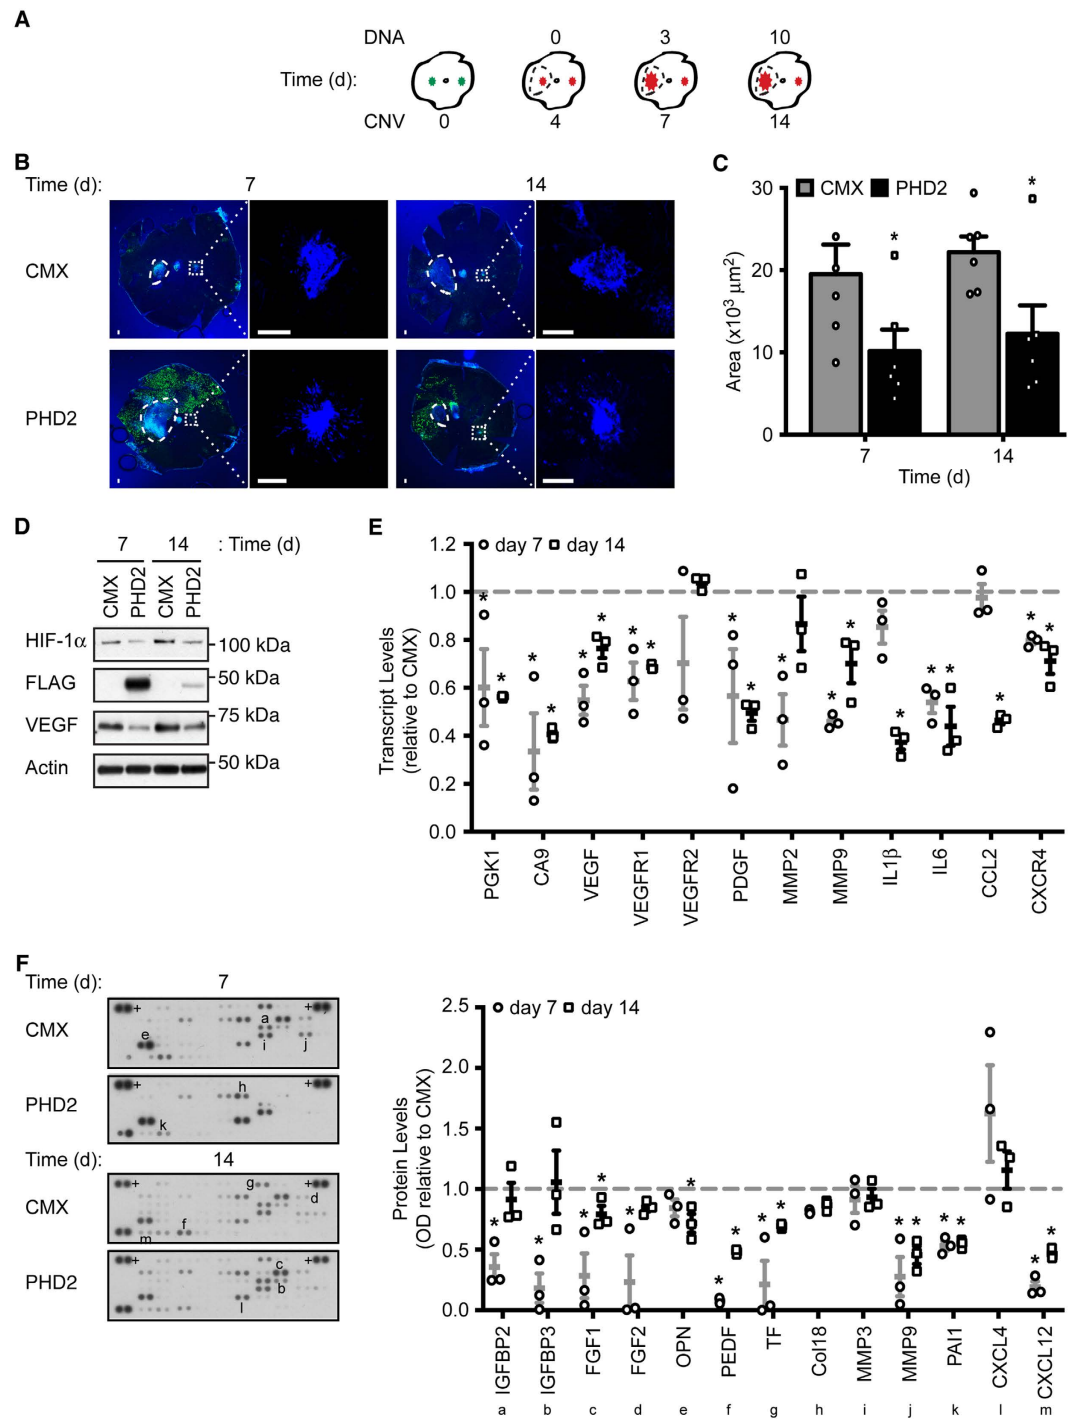 A
DNA 0 3 10
Time (d):
CNV 0 4 7 14
B
Time (d): 7 14
CMX
PHD2
C
CMX PHD2
* *
30
20
10
0
Area (x10³ µm²)
7 14
Time (d)
D
7 14 : Time (d)
CMX PHD2 CMX PHD2
HIF-1α 100 kDa
FLAG 50 kDa
VEGF 75 kDa
Actin 50 kDa
E
day 7 day 14
1.2
1.0
0.8
0.6
0.4
0.2
0.0
Transcript Levels
(relative to CMX)
* * * * * * * * * * * * * * * * * * *
PGK1 CA9 VEGF VEGFR1 VEGFR2 PDGF MMP2 MMP9 IL1β IL6 CCL2 CXCR4
F
Time (d): 7
CMX + + a e i j
PHD2 + + h k
Time (d): 14
CMX + + g d f m
PHD2 + + c b l
day 7 day 14
2.5
2.0
1.5
1.0
0.5
0.0
Protein Levels
(OD relative to CMX)
* * * * * * * * * * * * * * *
IGFBP2 IGFBP3 FGF1 FGF2 OPN PEDF TF Col18 MMP3 MMP9 PAI1 CXCL4 CXCL12
a b c d e f g h i j k l m